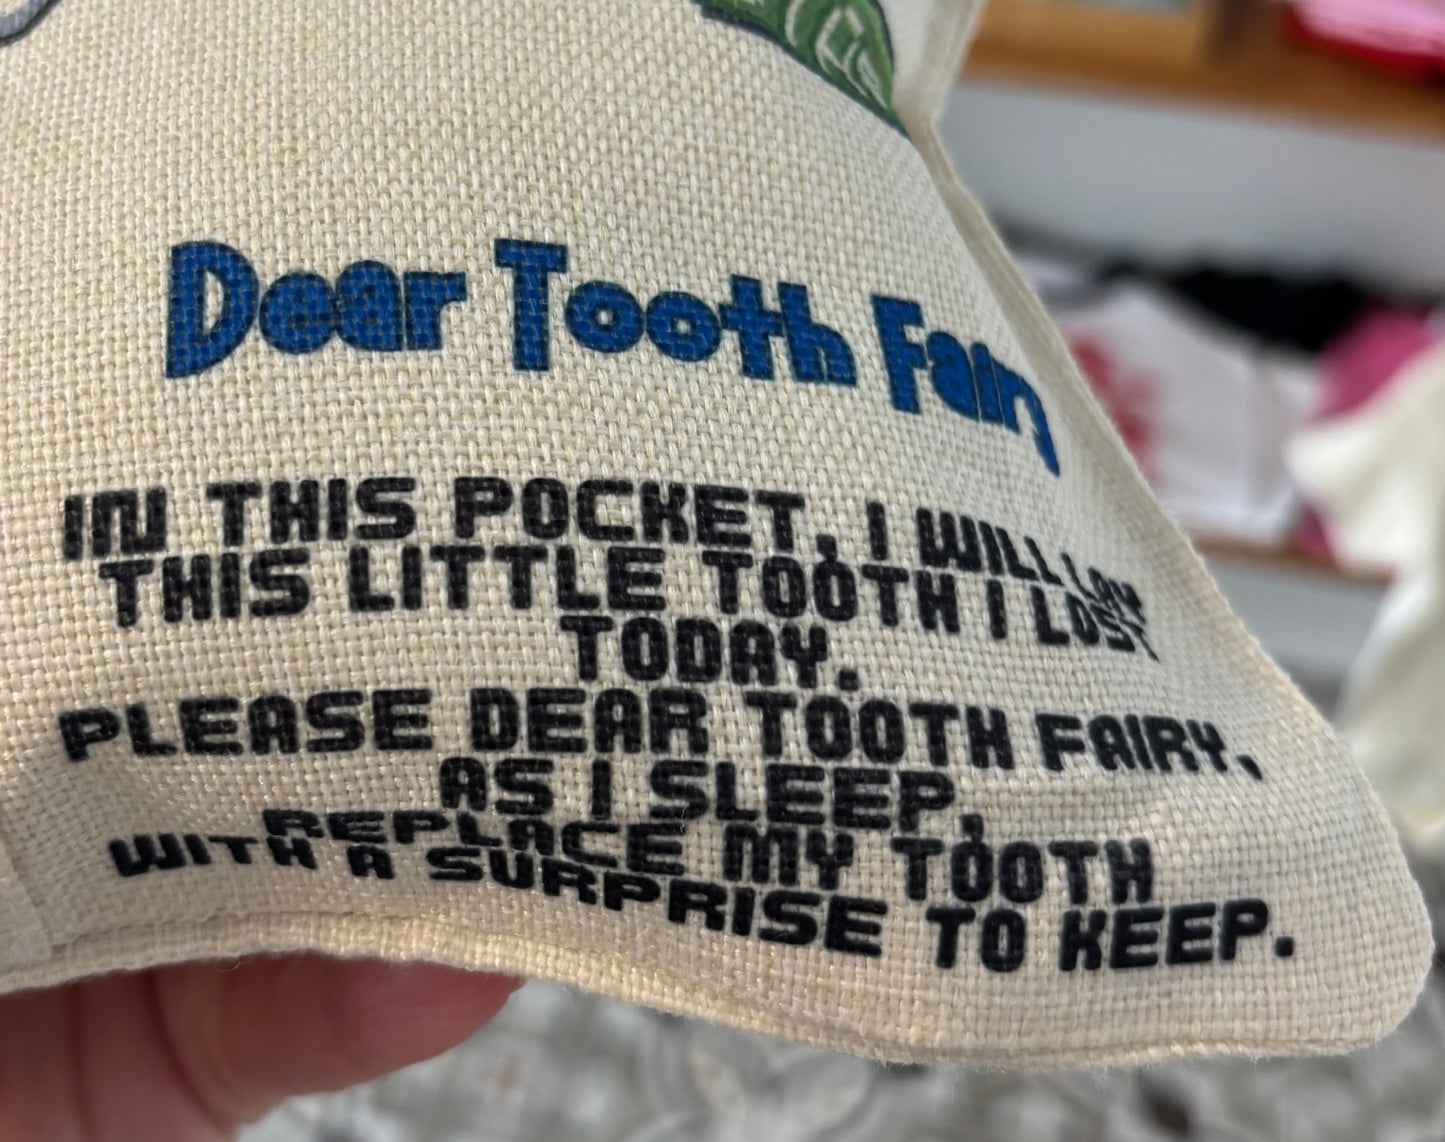 Dear Tooth Fairy
IN THIS POCKET, I WILL LAY
THIS LITTLE TOOTH I LOST
TODAY.
PLEASE DEAR TOOTH FAIRY,
AS I SLEEP,
REPLACE MY TOOTH
WITH A SURPRISE TO KEEP.